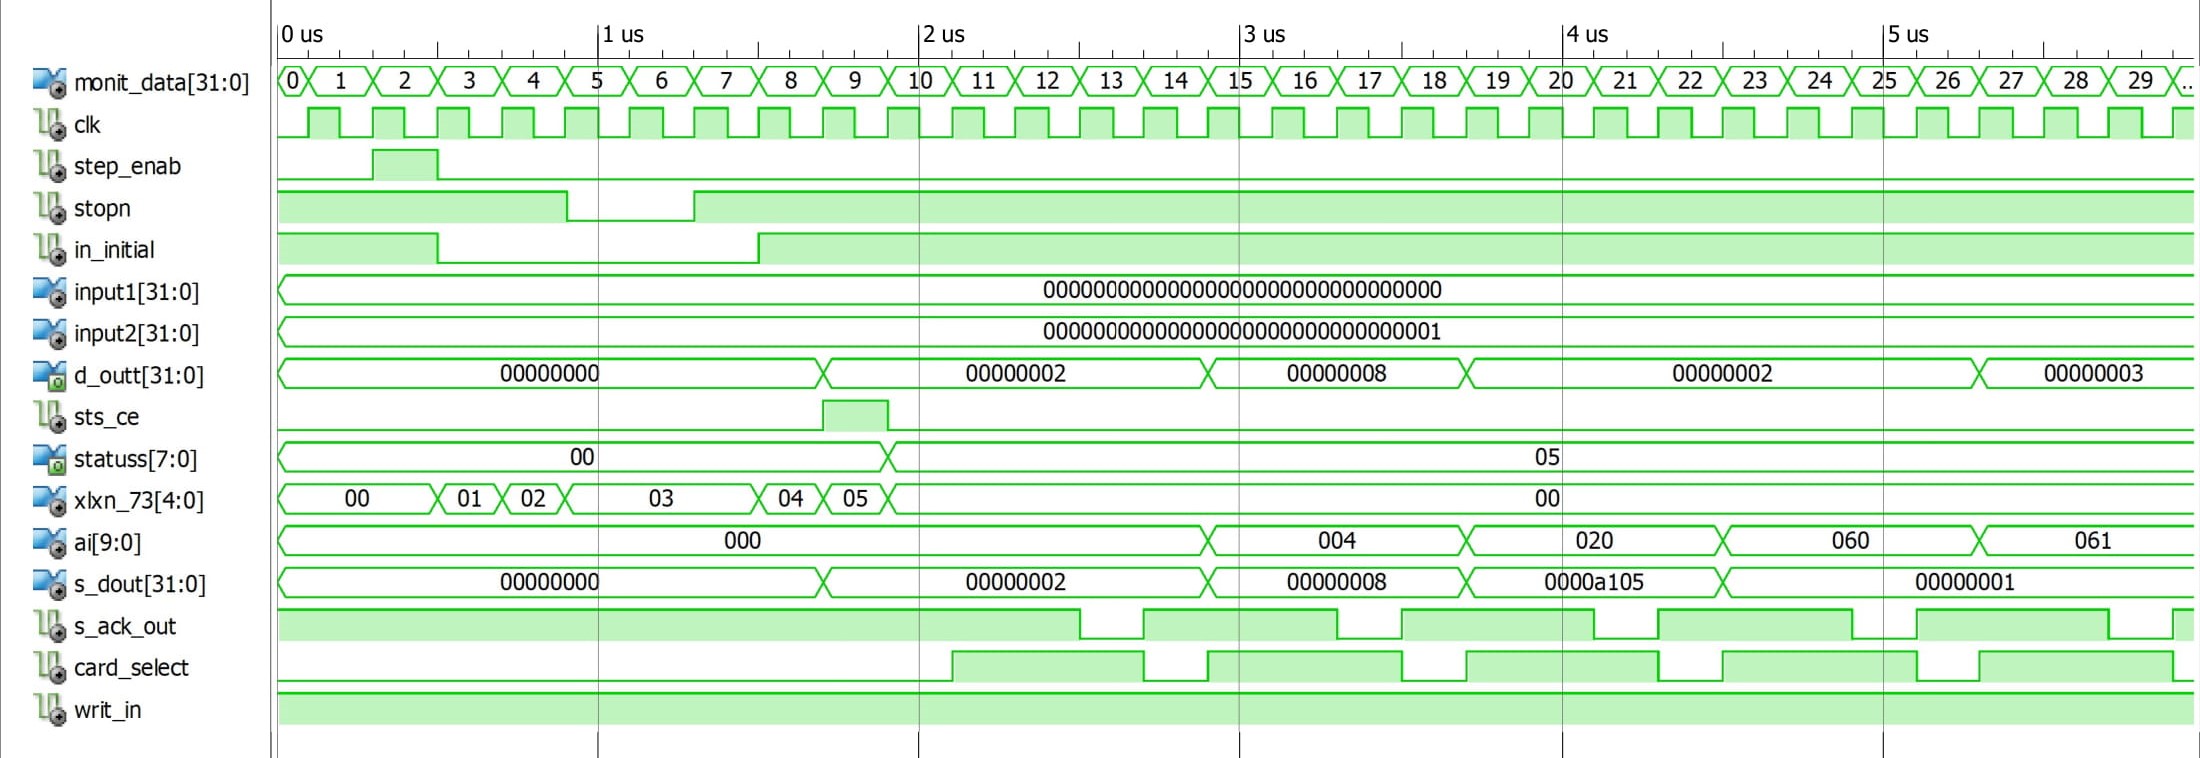 0 us 1 us 2 us 3 us 4 us 5 us
monit_data[31:0] 0 1 2 3 4 5 6 7 8 9 10 11 12 13 14 15 16 17 18 19 20 21 22 23 24 25 26 27 28 29 ..
clk
step_enab
stopn
in_initial
input1[31:0] 00000000000000000000000000000000
input2[31:0] 00000000000000000000000000000001
d_outt[31:0] 00000000 00000002 00000008 00000002 00000003
sts_ce
statuss[7:0] 00 05
xlxn_73[4:0] 00 01 02 03 04 05 00
ai[9:0] 000 004 020 060 061
s_dout[31:0] 00000000 00000002 00000008 0000a105 00000001
s_ack_out
card_select
writ_in